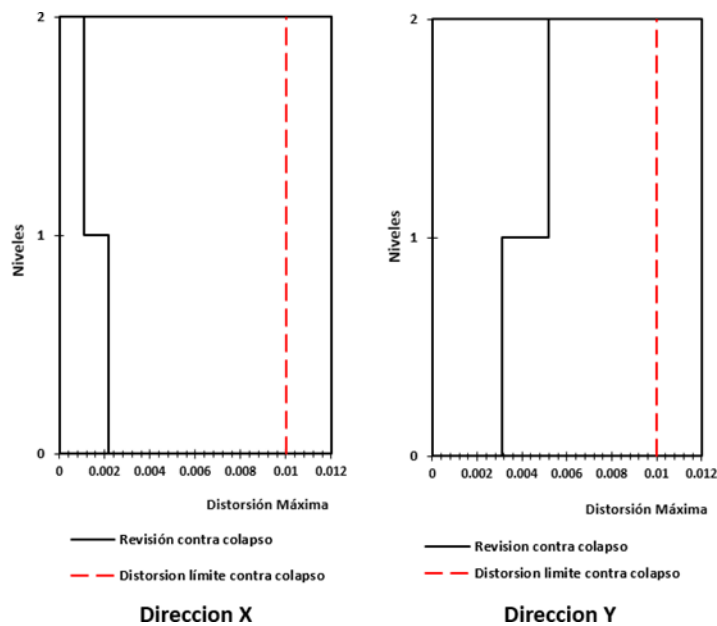 2
Niveles
1
0
0 0.002 0.004 0.006 0.008 0.01 0.012
Distorsión Máxima
Revisión contra colapso
Distorsion límite contra colapso
Direccion X
2
Niveles
1
0
0 0.002 0.004 0.006 0.008 0.01 0.012
Distorsión Máxima
Revision contra colapso
Distorsion limite contra colapso
Direccion Y